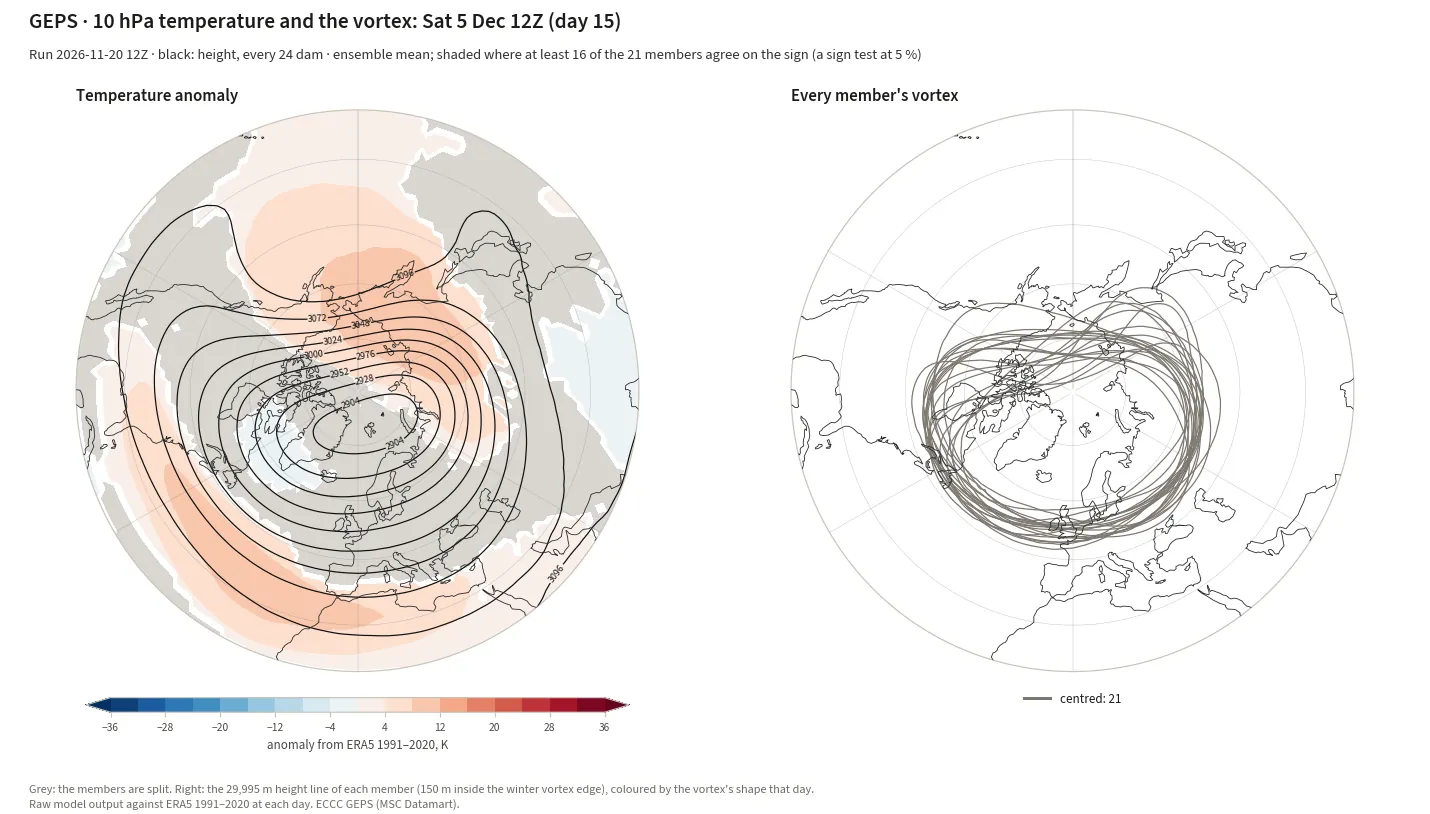 GEPS · 10 hPa temperature and the vortex: Sat 5 Dec 12Z (day 15)
Run 2026-11-20 12Z · black: height, every 24 dam · ensemble mean; shaded where at least 16 of the 21 members agree on the sign (a sign test at 5 %)
Temperature anomaly
Every member's vortex
3096
3072
3048
3024
3000
2976
2952
2928
2904
2904
3096
centred: 21
−36 −28 −20 −12 −4 4 12 20 28 36
anomaly from ERA5 1991–2020, K
Grey: the members are split. Right: the 29,995 m height line of each member (150 m inside the winter vortex edge), coloured by the vortex's shape that day.
Raw model output against ERA5 1991–2020 at each day. ECCC GEPS (MSC Datamart).